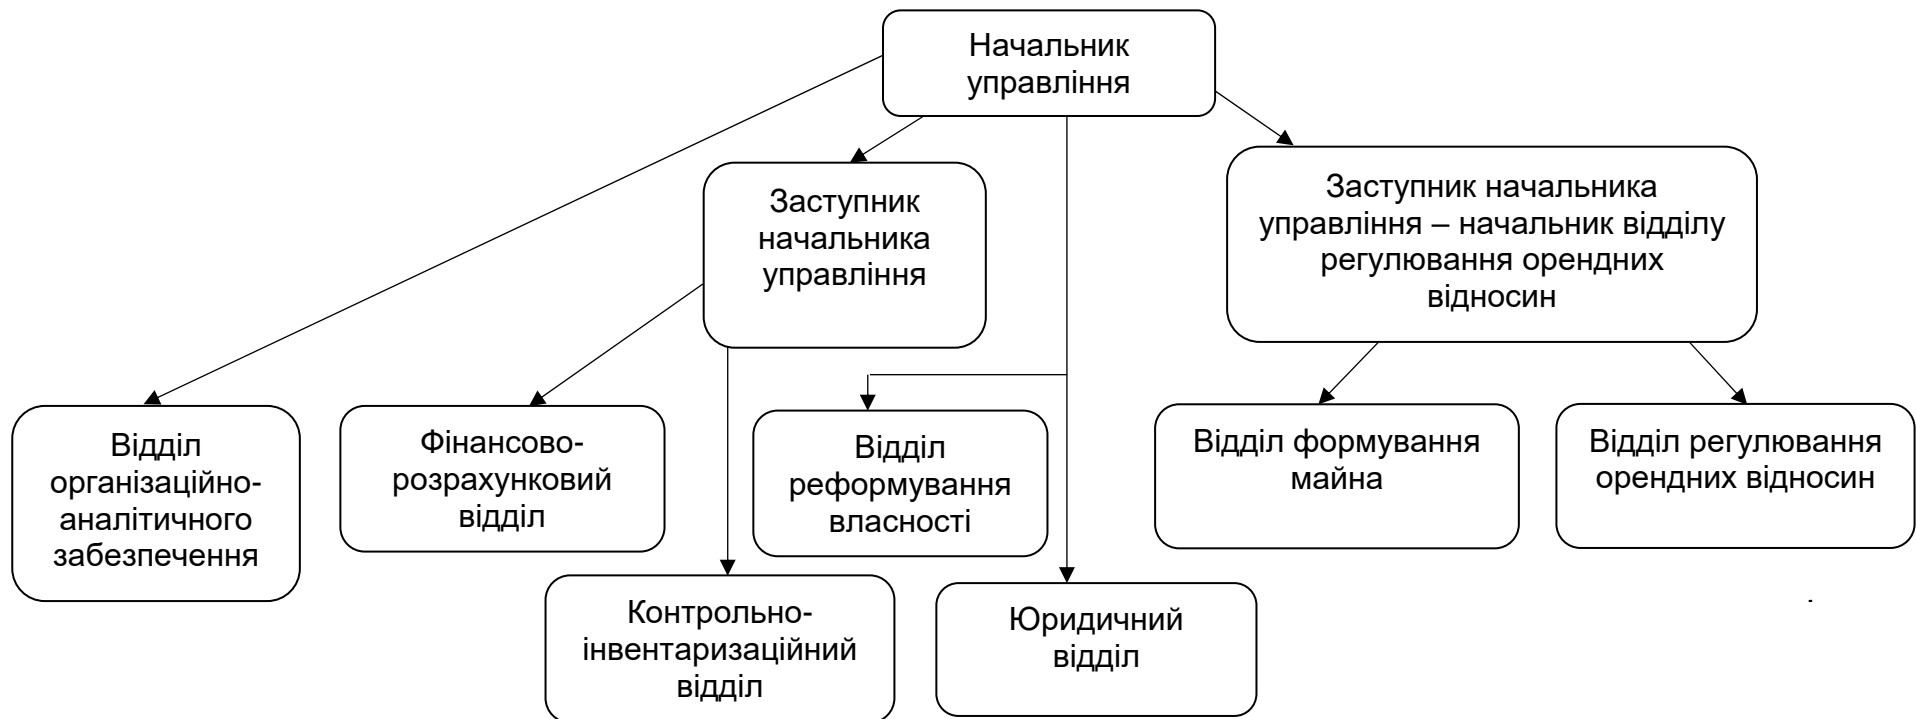 Начальник
управління
Заступник
начальника
управління
Заступник начальника
управління – начальник відділу
регулювання орендних
відносин
Відділ
організаційно-
аналітичного
забезпечення
Фінансово-
розрахунковий
відділ
Відділ
реформування
власності
Відділ формування
майна
Відділ регулювання
орендних відносин
Контрольно-
інвентаризаційний
відділ
Юридичний
відділ